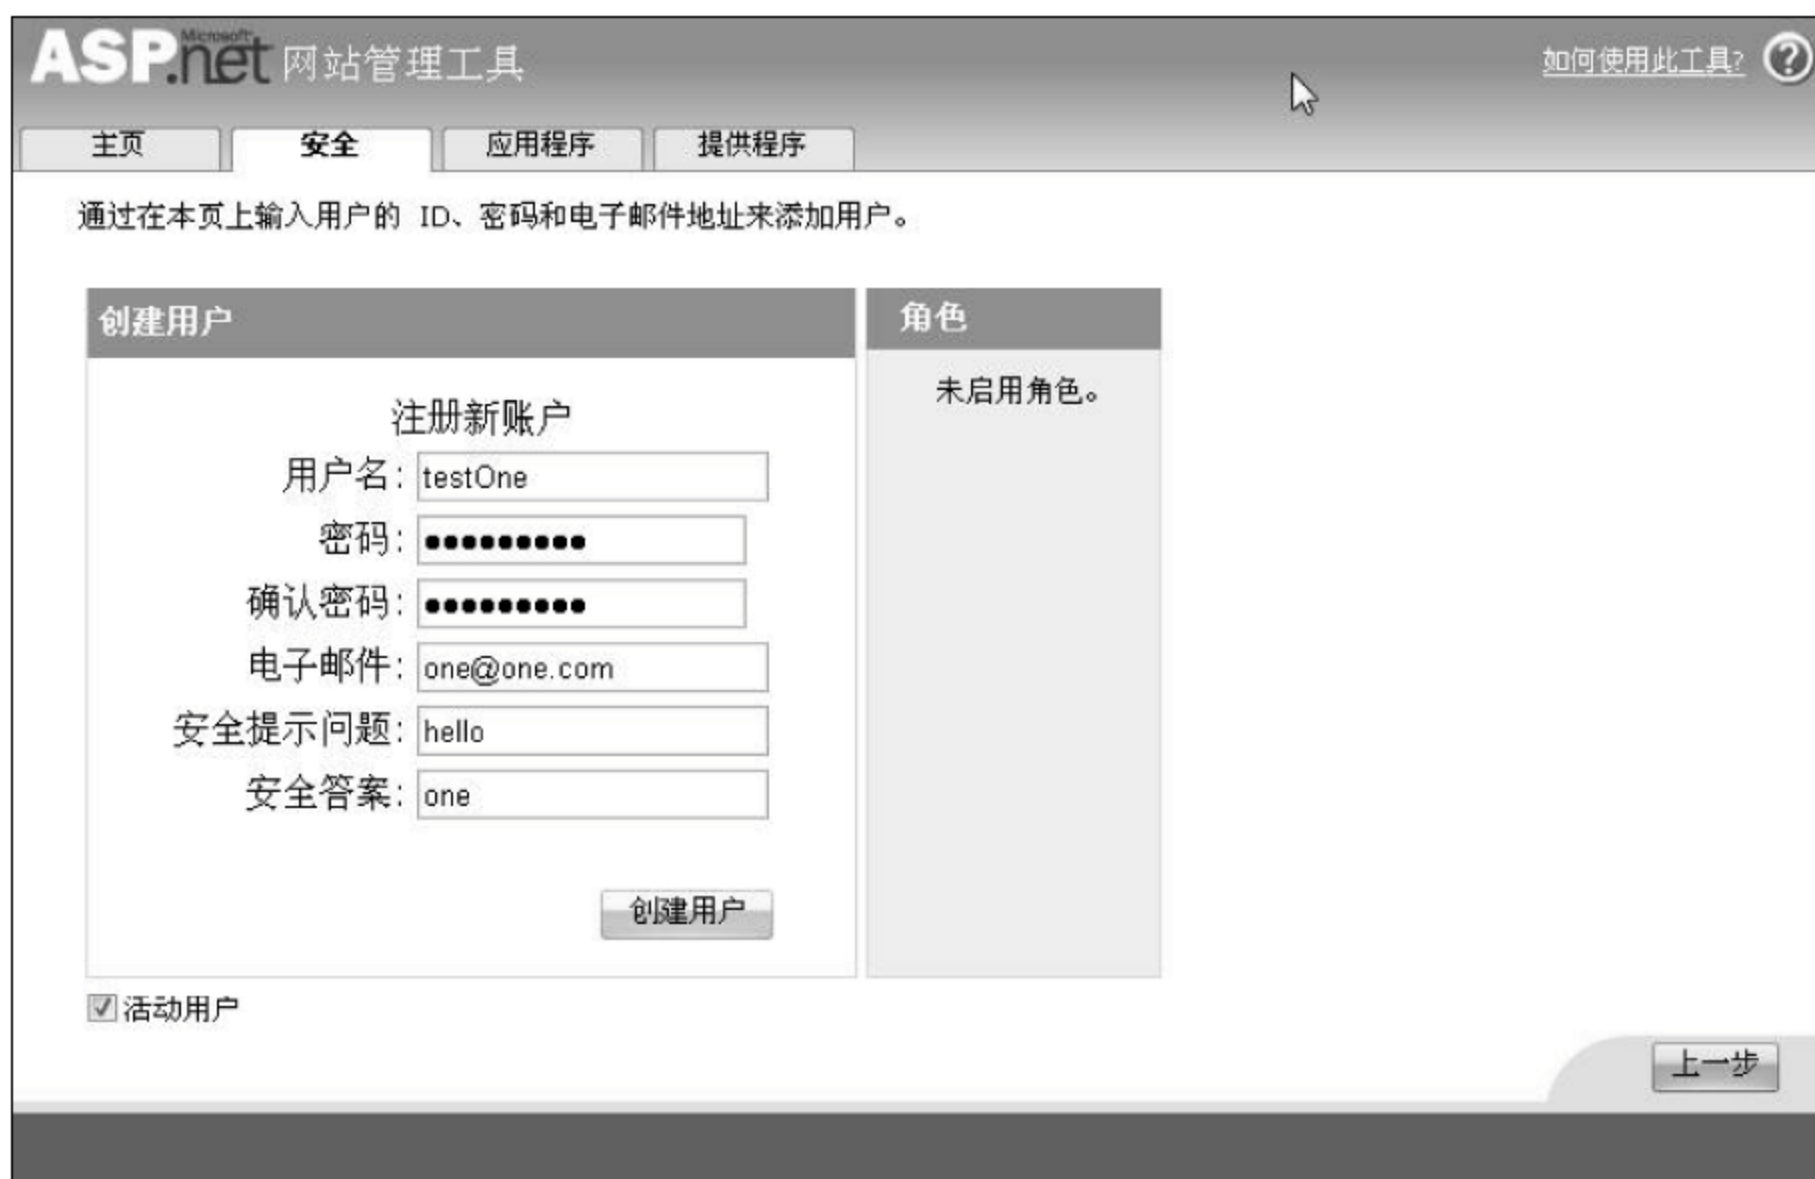 ASP.net Microsoft 网站管理工具
如何使用此工具? ?
主页 安全 应用程序 提供程序
通过在本页上输入用户的 ID、密码和电子邮件地址来添加用户。
创建用户
角色
未启用角色。
注册新账户
用户名: testOne
密码: ●●●●●●●●●
确认密码: ●●●●●●●●●
电子邮件: one@one.com
安全提示问题: hello
安全答案: one
创建用户
活动用户
上一步